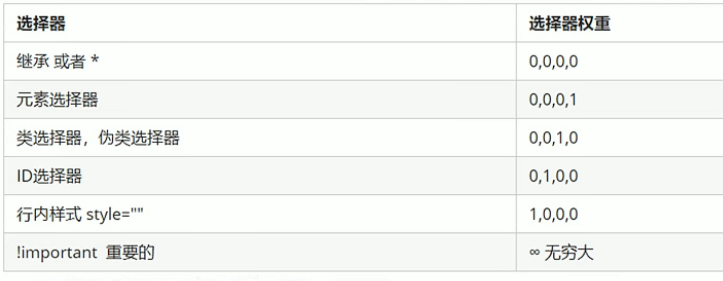 选择器 选择器权重
继承 或者 * 0,0,0,0
元素选择器 0,0,0,1
类选择器，伪类选择器 0,0,1,0
ID选择器 0,1,0,0
行内样式 style="" 1,0,0,0
!important 重要的 ∞ 无穷大